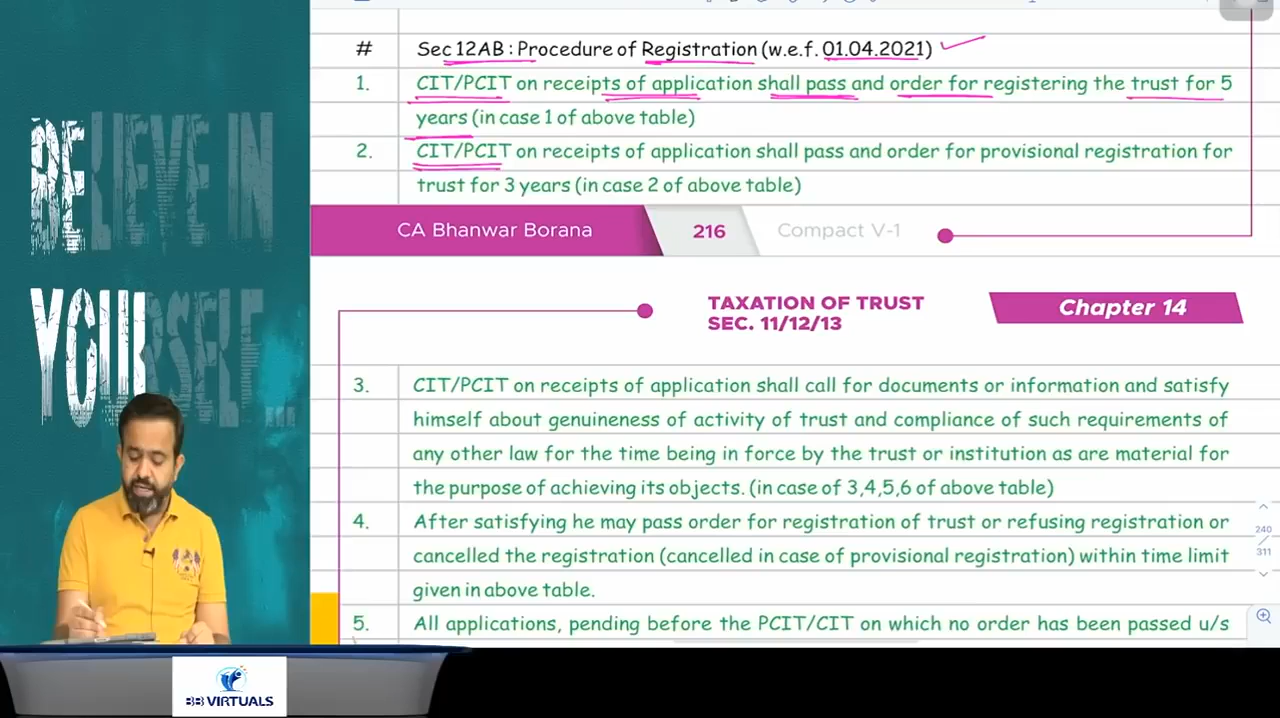 BELIEVE IN
YOURSELF...
# Sec 12AB : Procedure of Registration (w.e.f. 01.04.2021)
1. CIT/PCIT on receipts of application shall pass and order for registering the trust for 5
years (in case 1 of above table)
2. CIT/PCIT on receipts of application shall pass and order for provisional registration for
trust for 3 years (in case 2 of above table)
CA Bhanwar Borana 216 Compact V-1
TAXATION OF TRUST
SEC. 11/12/13
Chapter 14
3. CIT/PCIT on receipts of application shall call for documents or information and satisfy
himself about genuineness of activity of trust and compliance of such requirements of
any other law for the time being in force by the trust or institution as are material for
the purpose of achieving its objects. (in case of 3,4,5,6 of above table)
4. After satisfying he may pass order for registration of trust or refusing registration or
cancelled the registration (cancelled in case of provisional registration) within time limit
given in above table.
5. All applications, pending before the PCIT/CIT on which no order has been passed u/s
240
311
BB VIRTUALS